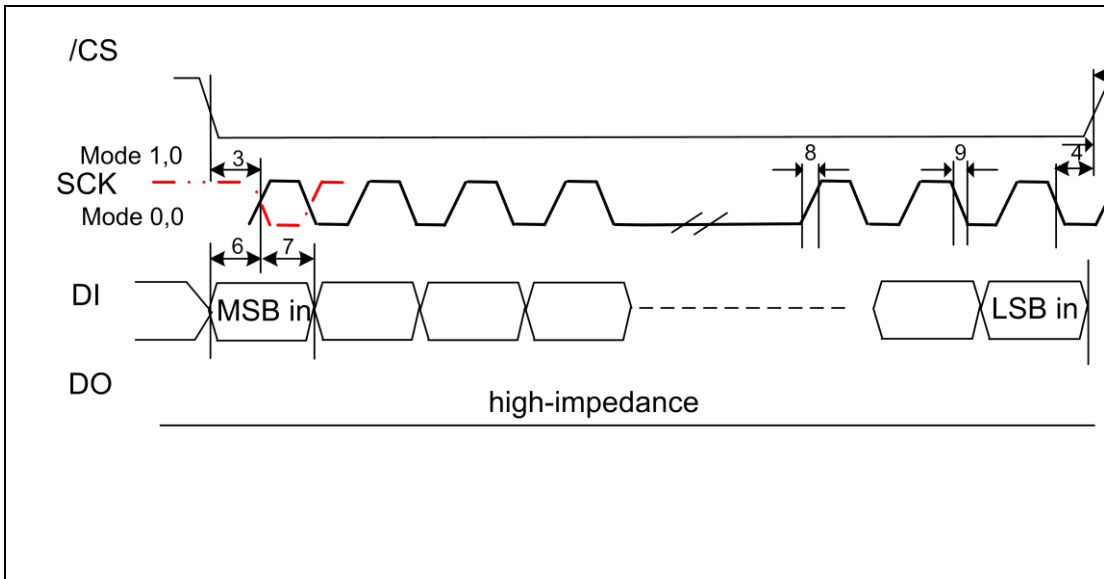 /CS
Mode 1,0
3
8
9
4
SCK
Mode 0,0
6
7
DI
MSB in
LSB in
DO
high-impedance